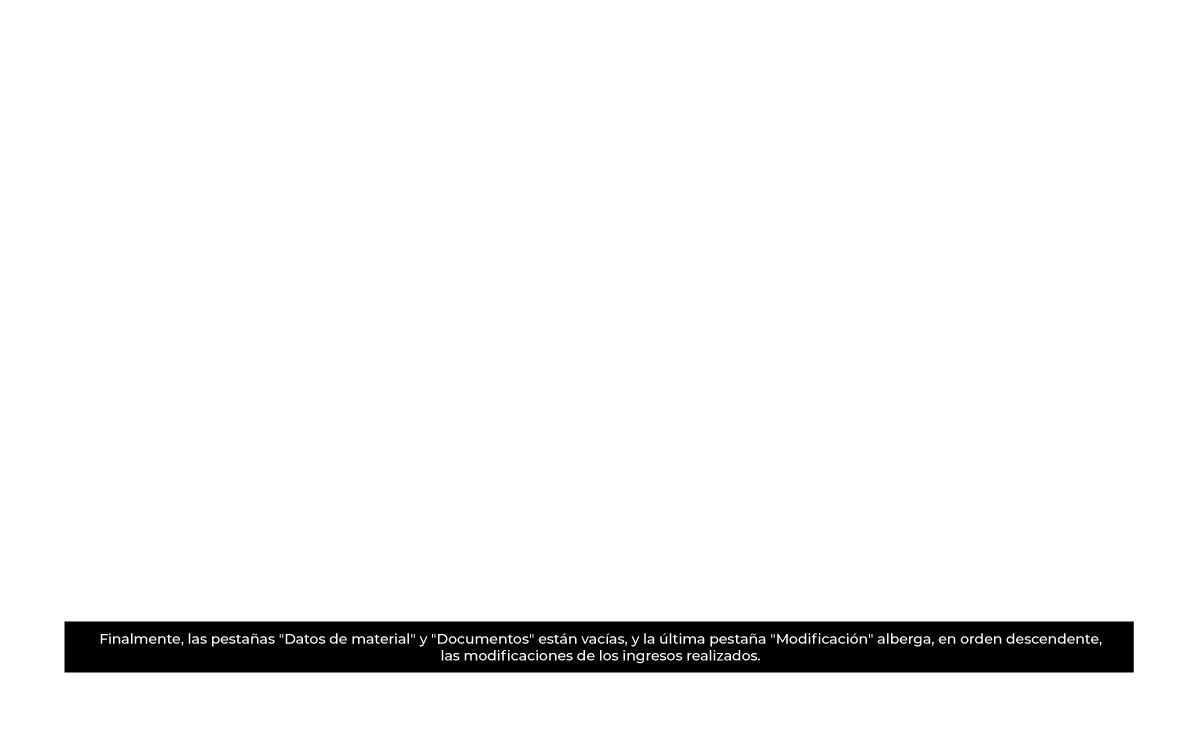 Finalmente, las pestañas "Datos de material" y "Documentos" están vacías, y la última pestaña "Modificación" alberga, en orden descendente,
las modificaciones de los ingresos realizados.